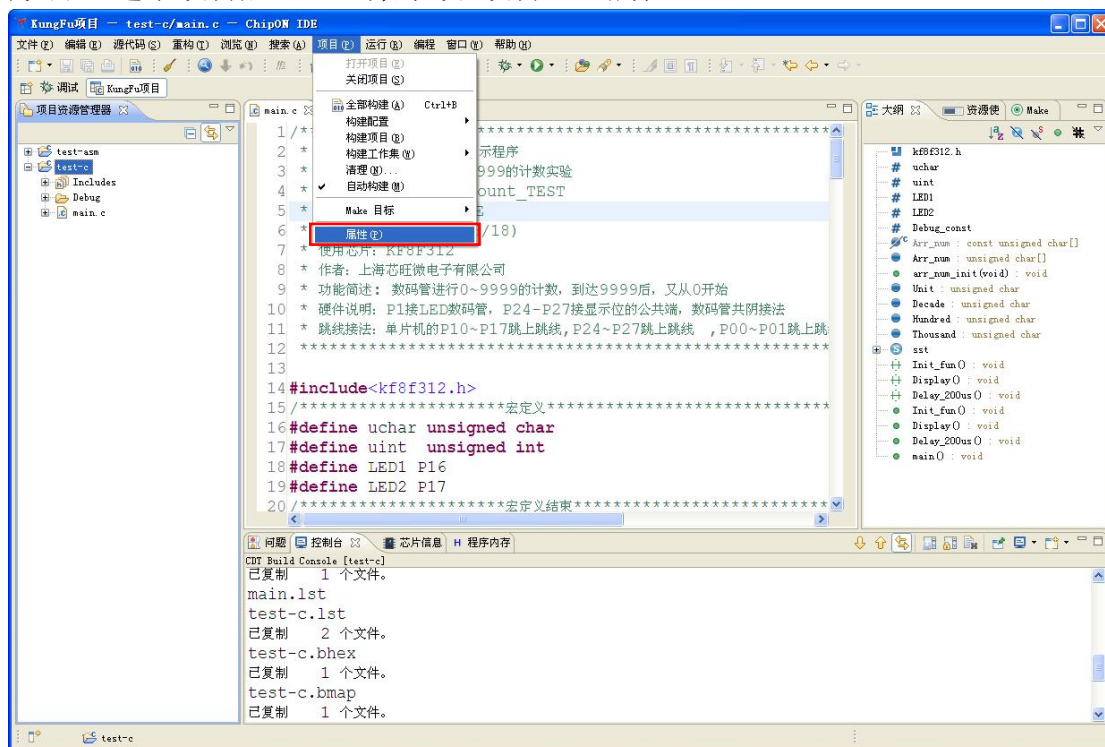 KungFu项目 － test-c/main.c － ChipON IDE
文件(F) 编辑(E) 源代码(S) 重构(T) 浏览(N) 搜索(A) 项目(P) 运行(R) 编程 窗口(W) 帮助(H)
调试 KungFu项目
打开项目(E)
关闭项目(S)
全部构建(A) Ctrl+B
构建配置
构建项目(B)
构建工作集(W)
清理(N)...
自动构建(M)
Make 目标
属性(P)
项目资源管理器
test-asm
test-c
Includes
Debug
main.c
main.c
1 /**
2 * 示程序
3 * 9999的计数实验
4 * ount_TEST
5 * E
6 * /18)
7 * 使用芯片: KF8F312
8 * 作者: 上海芯旺微电子有限公司
9 * 功能简述: 数码管进行0~9999的计数, 到达9999后, 又从0开始
10 * 硬件说明: P1接LED数码管, P24-P27接显示位的公共端, 数码管共阴接法
11 * 跳线接法: 单片机的P10~P17跳上跳线,P24~P27跳上跳线 ,P00~P01跳上跳
12 ******************************************************
13
14 #include<kf8f312.h>
15 /*********************宏定义*****************************
16 #define uchar unsigned char
17 #define uint unsigned int
18 #define LED1 P16
19 #define LED2 P17
20 /*********************宏定义结束**************************
大纲 资源使 Make
kf8f312.h
uchar
uint
LED1
LED2
Debug_const
Arr_num : const unsigned char[]
Arr_num : unsigned char[]
arr_num_init(void) : void
Unit : unsigned char
Decade : unsigned char
Hundred : unsigned char
Thousand : unsigned char
sst
Init_fun() : void
Display() : void
Delay_200us() : void
Init_fun() : void
Display() : void
Delay_200us() : void
main() : void
问题 控制台 芯片信息 H 程序内存
CDT Build Console [test-c]
已复制 1 个文件。
main.lst
test-c.lst
已复制 2 个文件。
test-c.bhex
已复制 1 个文件。
test-c.bmap
已复制 1 个文件。
test-c